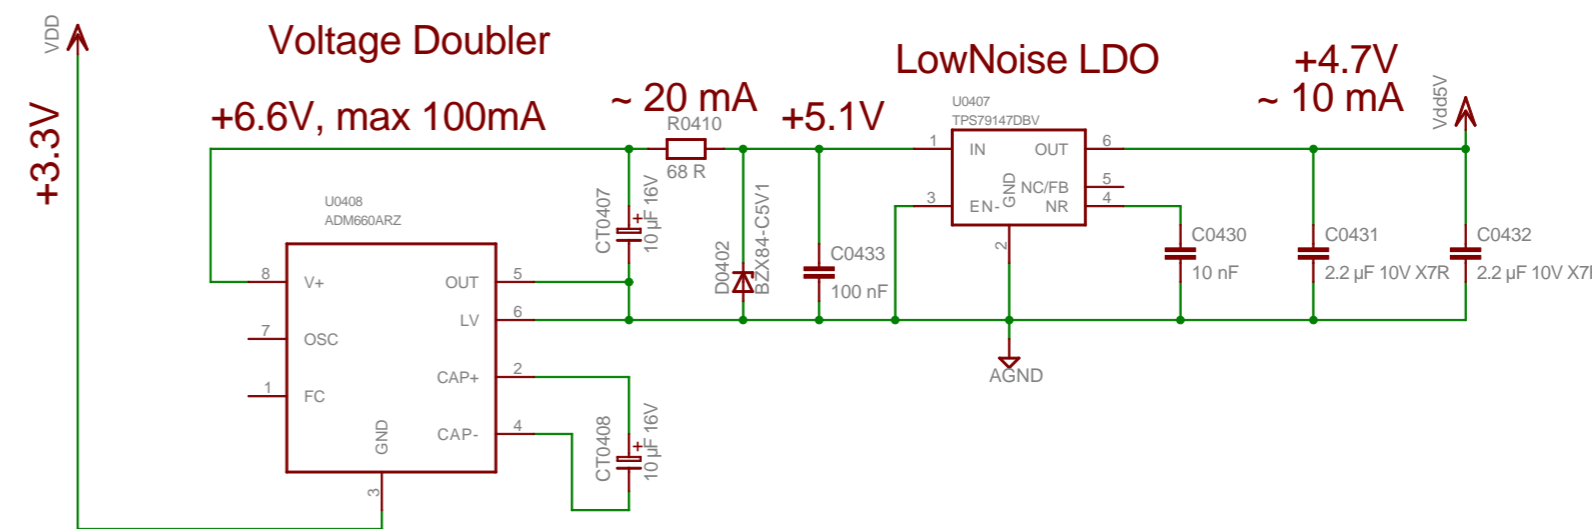 VDD
+3.3V
Voltage Doubler
+6.6V, max 100mA
~ 20 mA
R0410
68 R
+5.1V
LowNoise LDO
+4.7V
~ 10 mA
Vdd5V
U0407
TPS79147DBV
1
IN
OUT
6
GND
NC/FB
5
3
EN-
NR
4
2
U0408
ADM660ARZ
8
V+
OUT
5
LV
6
7
OSC
1
FC
CAP+
2
CAP-
4
GND
3
CT0407
+
10 µF 16V
CT0408
+
10 µF 16V
D0402
BZX84-C5V1
C0433
100 nF
C0430
10 nF
C0431
2.2 µF 10V X7R
C0432
2.2 µF 10V X7
AGND